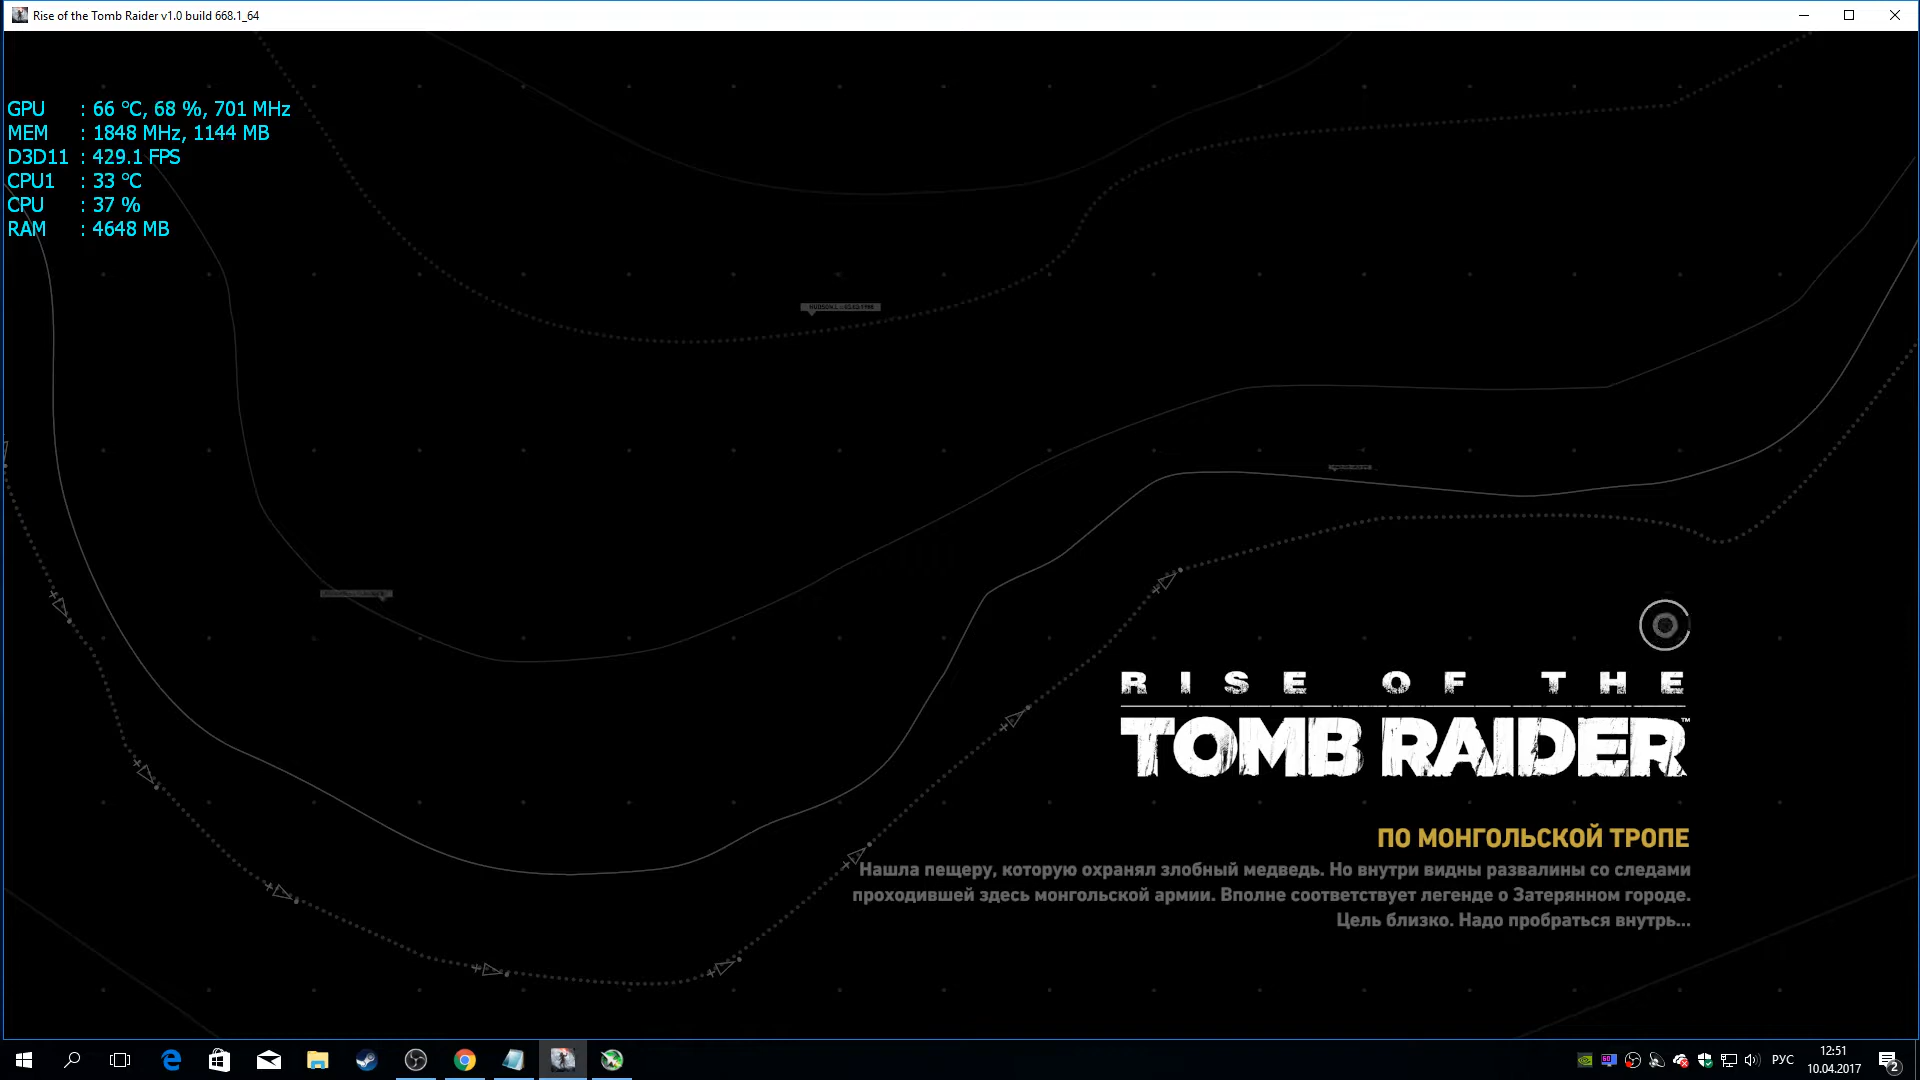 Rise of the Tomb Raider v1.0 build 668.1_64
GPU : 66 °C, 68 %, 701 MHz
MEM : 1848 MHz, 1144 MB
D3D11 : 429.1 FPS
CPU1 : 33 °C
CPU : 37 %
RAM : 4648 MB
RISE OF THE
TOMB RAIDER™
ПО МОНГОЛЬСКОЙ ТРОПЕ
Нашла пещеру, которую охранял злобный медведь. Но внутри видны развалины со следами
проходившей здесь монгольской армии. Вполне соответствует легенде о Затерянном городе.
Цель близко. Надо пробраться внутрь...
60
РУС
12:51
10.04.2017
2